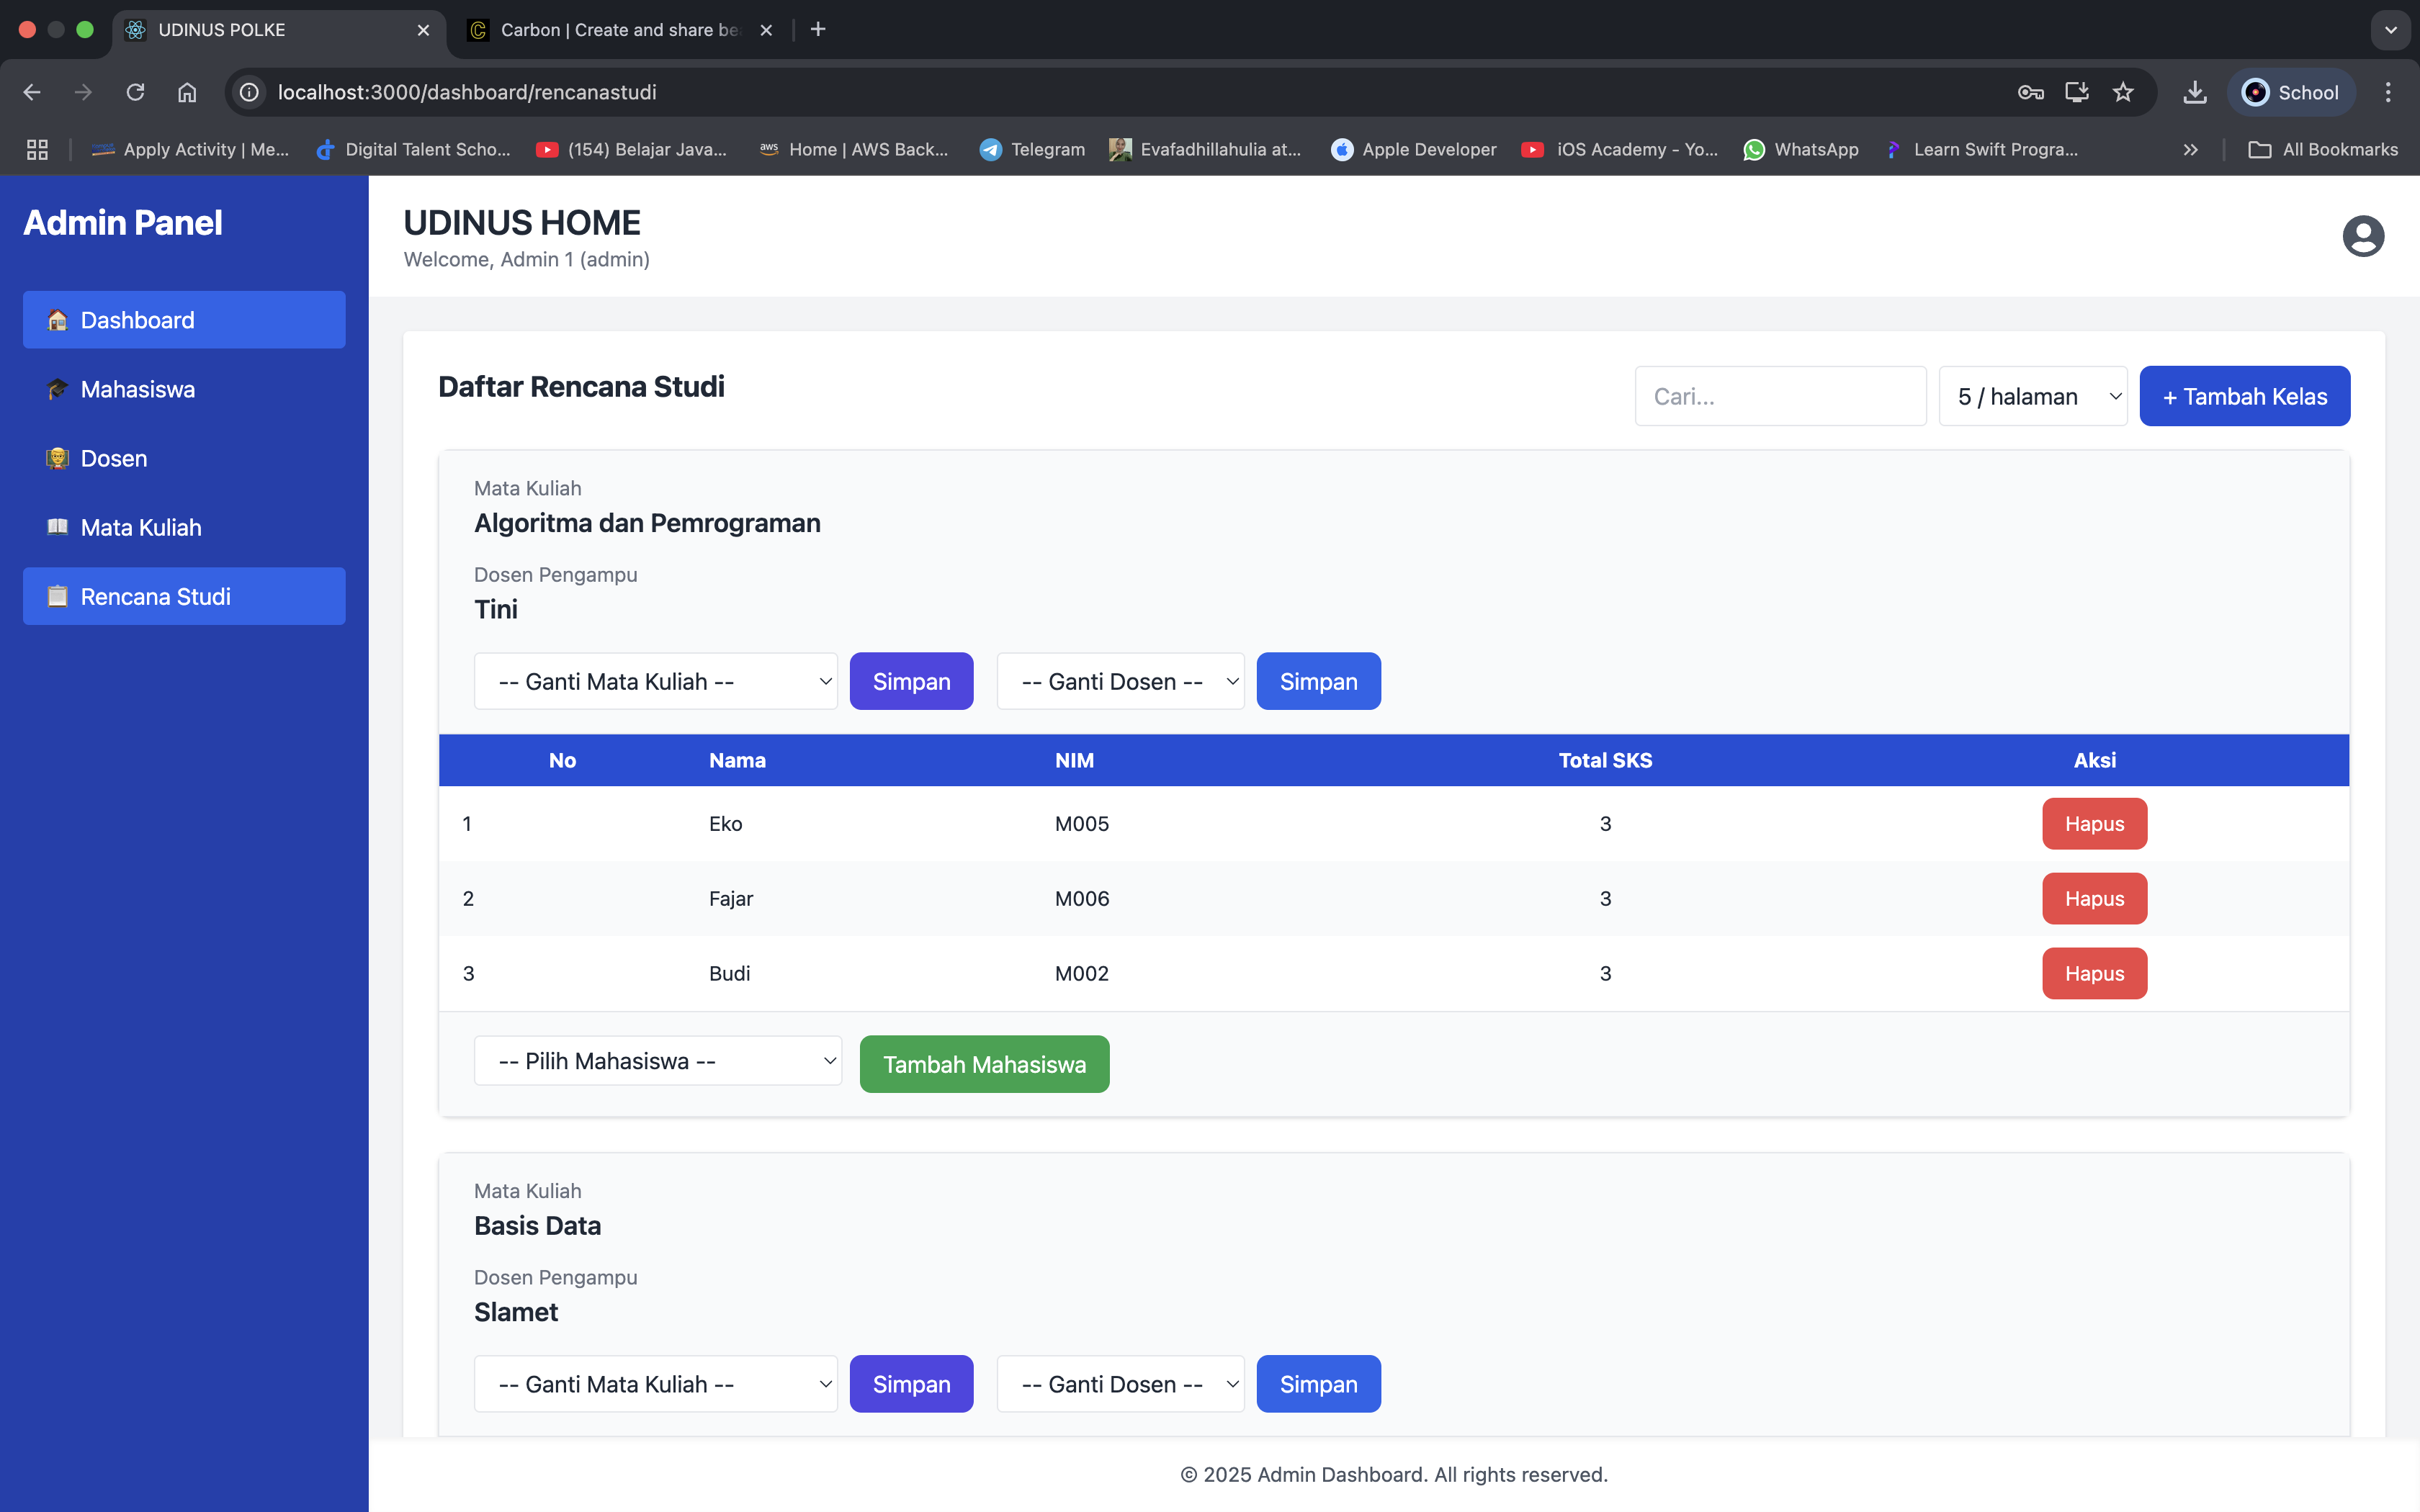 UDINUS POLKE
Carbon | Create and share be
localhost:3000/dashboard/rencanastudi
School
Apply Activity | Me...
Digital Talent Scho...
(154) Belajar Java...
aws
Home | AWS Back...
Telegram
Evafadhillahulia at...
Apple Developer
iOS Academy - Yo...
WhatsApp
Learn Swift Progra...
All Bookmarks
Admin Panel
Dashboard
Mahasiswa
Dosen
Mata Kuliah
Rencana Studi
UDINUS HOME
Welcome, Admin 1 (admin)
Daftar Rencana Studi
Cari...
5 / halaman
+ Tambah Kelas
Mata Kuliah
Algoritma dan Pemrograman
Dosen Pengampu
Tini
-- Ganti Mata Kuliah -- Simpan -- Ganti Dosen -- Simpan
No Nama NIM Total SKS Aksi
1 Eko M005 3 Hapus
2 Fajar M006 3 Hapus
3 Budi M002 3 Hapus
-- Pilih Mahasiswa -- Tambah Mahasiswa
Mata Kuliah
Basis Data
Dosen Pengampu
Slamet
-- Ganti Mata Kuliah -- Simpan -- Ganti Dosen -- Simpan
© 2025 Admin Dashboard. All rights reserved.